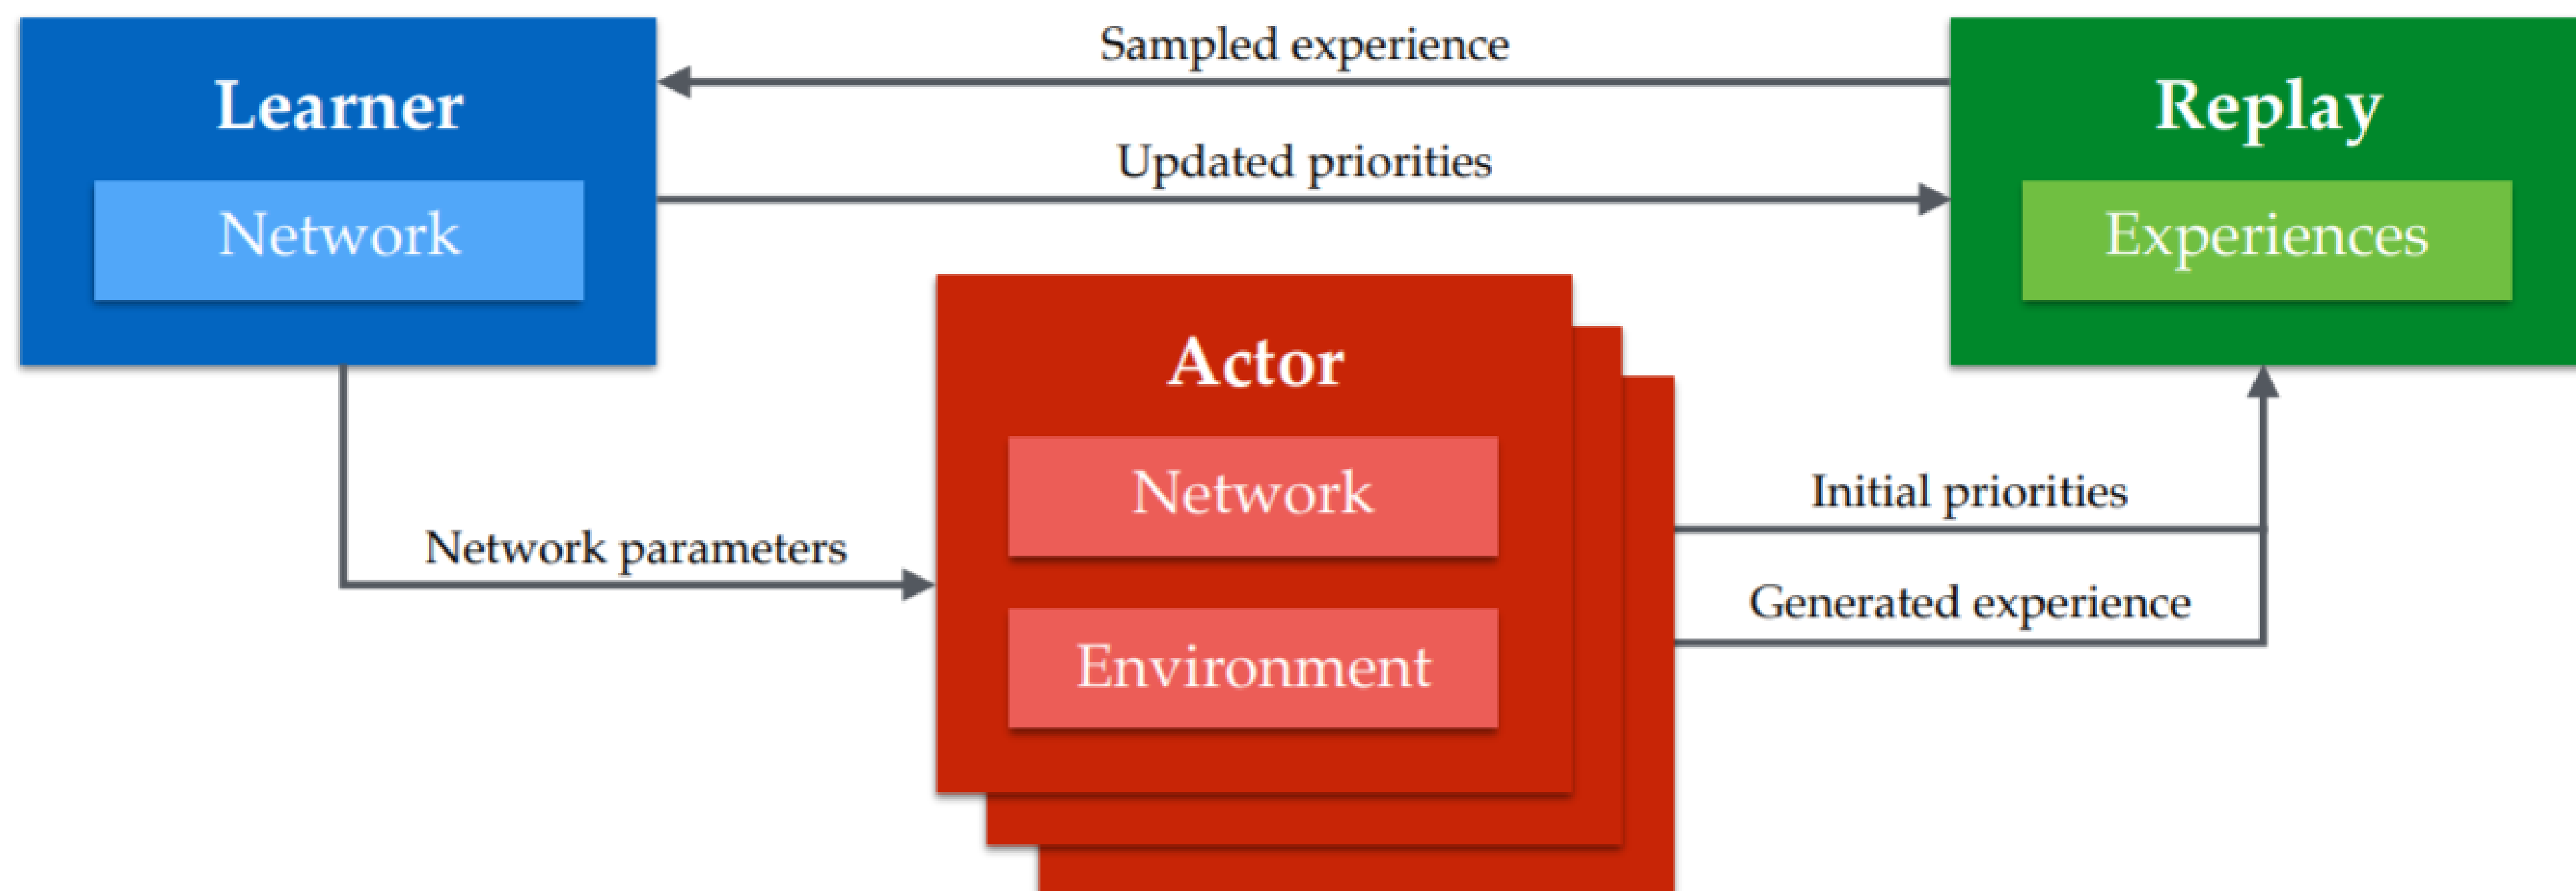 Sampled experience
Learner
Replay
Updated priorities
Network
Experiences
Actor
Network
Initial priorities
Network parameters
Generated experience
Environment